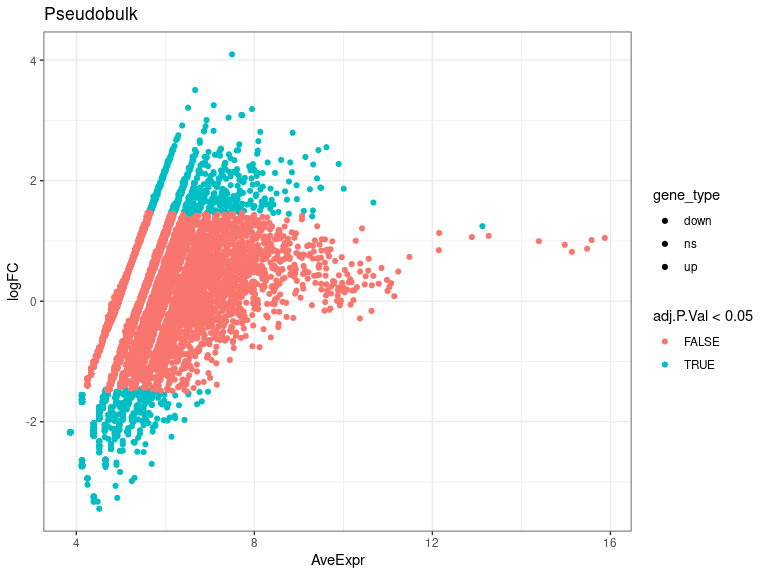 Pseudobulk
4
2
0
-2
logFC
4
8
12
16
AveExpr
gene_type
down
ns
up
adj.P.Val < 0.05
FALSE
TRUE